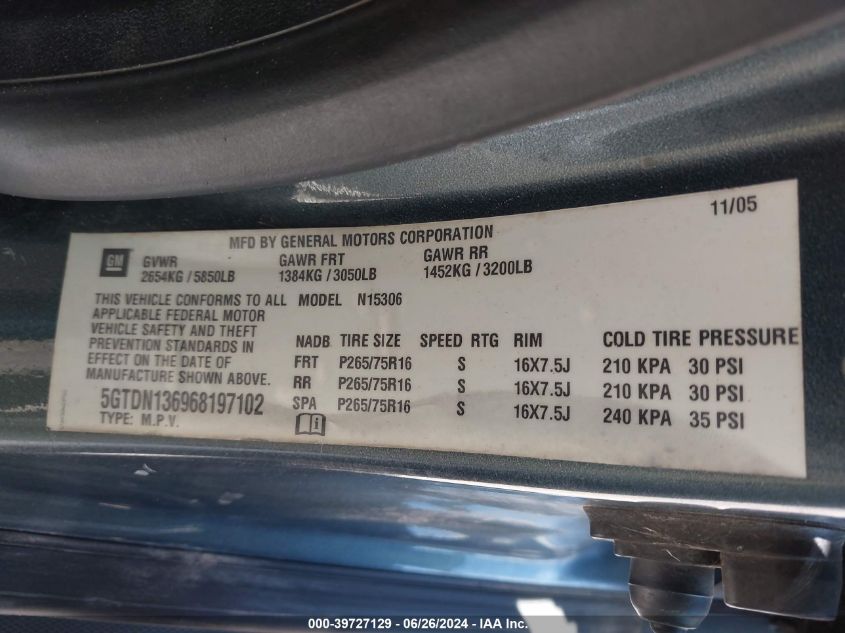 11/05
MFD BY GENERAL MOTORS CORPORATION
GM
GVWR GAWR FRT GAWR RR
2654KG / 5850LB 1384KG / 3050LB 1452KG / 3200LB
THIS VEHICLE CONFORMS TO ALL MODEL N15306
APPLICABLE FEDERAL MOTOR
VEHICLE SAFETY AND THEFT
PREVENTION STANDARDS IN
EFFECT ON THE DATE OF
MANUFACTURE SHOWN ABOVE.
5GTDN136968197102
TYPE: M.P.V.
NADB TIRE SIZE SPEED RTG RIM COLD TIRE PRESSURE
FRT P265/75R16 S 16X7.5J 210 KPA 30 PSI
RR P265/75R16 S 16X7.5J 210 KPA 30 PSI
SPA P265/75R16 S 16X7.5J 240 KPA 35 PSI
000-39727129 - 06/26/2024 - IAA Inc.